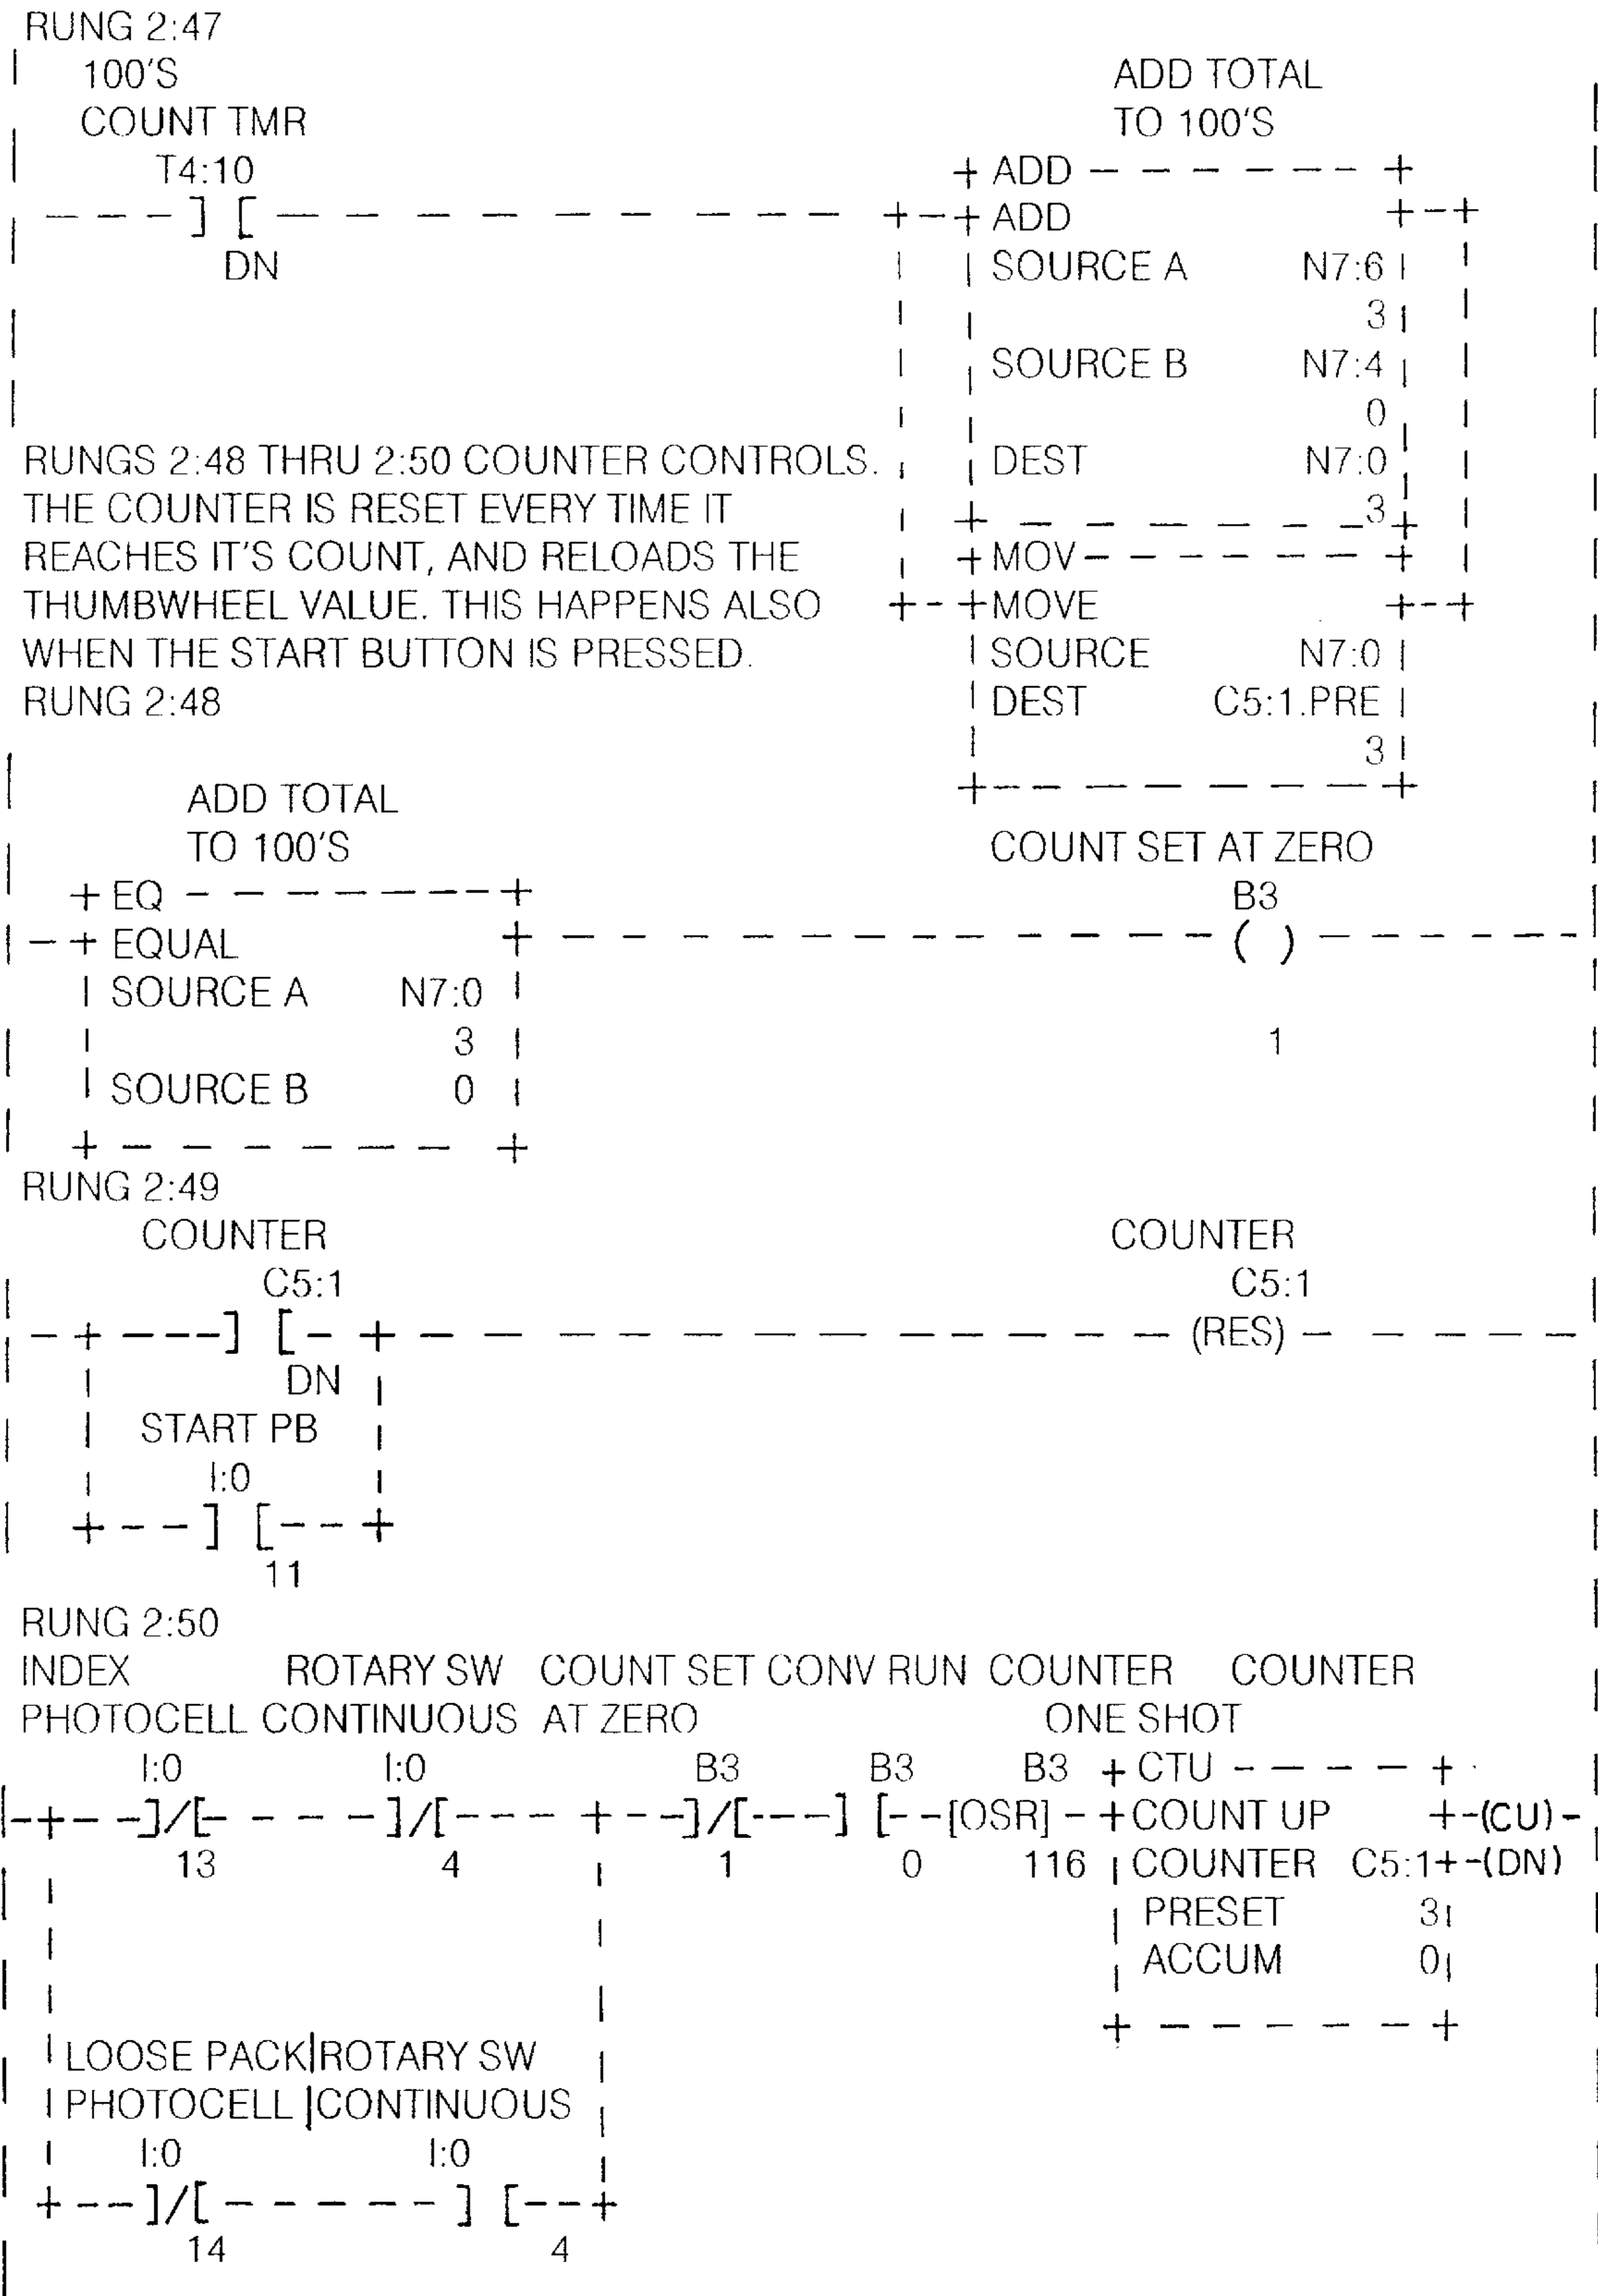 RUNG 2:47
100'S
COUNT TMR
T4:10
---] [- - - - - - - -
DN
ADD TOTAL
TO 100'S
+ ADD - - - - - - +
+--+ ADD +--+
SOURCE A N7:6
3
SOURCE B N7:4
0
DEST N7:0
3
+ - - - - - - - +
+ MOV - - - - - - +
+--+MOVE +--+
SOURCE N7:0
DEST C5:1.PRE
3
+-- - - - - - - +
RUNGS 2:48 THRU 2:50 COUNTER CONTROLS.
THE COUNTER IS RESET EVERY TIME IT
REACHES IT'S COUNT, AND RELOADS THE
THUMBWHEEL VALUE. THIS HAPPENS ALSO
WHEN THE START BUTTON IS PRESSED.
RUNG 2:48
ADD TOTAL
TO 100'S
COUNT SET AT ZERO
+ EQ - - - - - - - + B3
--+ EQUAL + - - - - - - - - - - - ( ) - - - - -
SOURCE A N7:0
3 1
SOURCE B 0
+ - - - - - - - +
RUNG 2:49
COUNTER COUNTER
C5:1 C5:1
-+ ---] [- + - - - - - - - - - - - (RES) - - - - -
DN
START PB
I:0
+---] [--+
11
RUNG 2:50
INDEX ROTARY SW COUNT SET CONV RUN COUNTER COUNTER
PHOTOCELL CONTINUOUS AT ZERO ONE SHOT
I:0 I:0 B3 B3 B3 + CTU - - - - - +
|-+-- -]/[- - - - -]/[--- + --]/[---] [--[OSR] -+COUNT UP +-(CU)-
13 4 1 0 116 | COUNTER C5:1+-(DN)
PRESET 3
ACCUM 0
+ - - - - - - +
LOOSE PACK|ROTARY SW
PHOTOCELL |CONTINUOUS
I:0 I:0
+--]/[- - - - - ] [--+
14 4